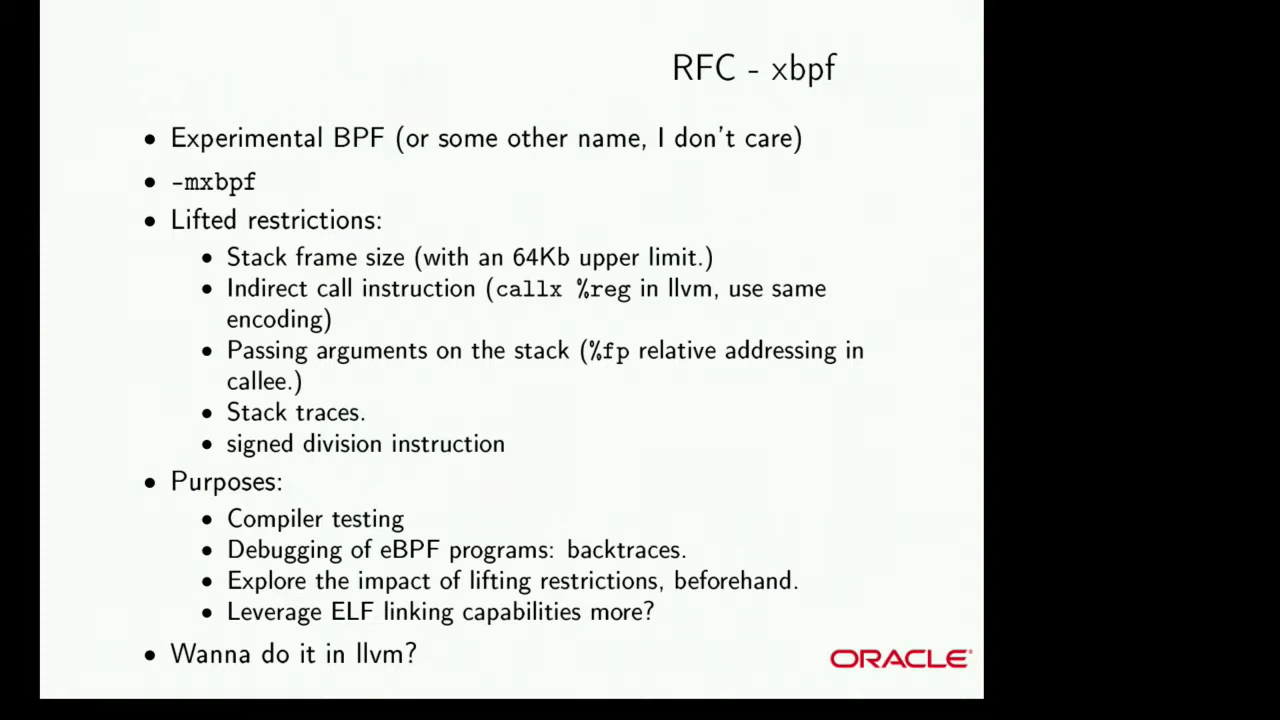 RFC - xbpf
• Experimental BPF (or some other name, I don't care)
• -mxbpf
• Lifted restrictions:
• Stack frame size (with an 64Kb upper limit.)
• Indirect call instruction (callx %reg in llvm, use same
encoding)
• Passing arguments on the stack (%fp relative addressing in
callee.)
• Stack traces.
• signed division instruction
• Purposes:
• Compiler testing
• Debugging of eBPF programs: backtraces.
• Explore the impact of lifting restrictions, beforehand.
• Leverage ELF linking capabilities more?
• Wanna do it in llvm?
ORACLE